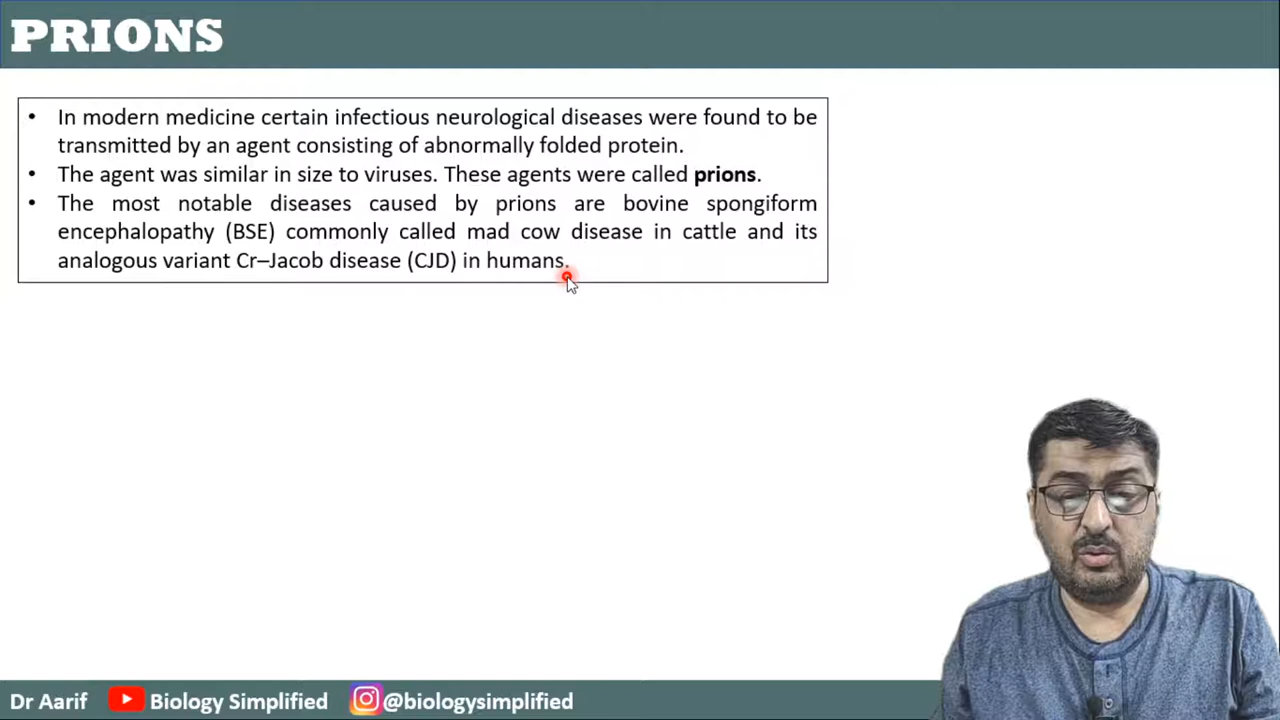 PRIONS
• In modern medicine certain infectious neurological diseases were found to be
transmitted by an agent consisting of abnormally folded protein.
• The agent was similar in size to viruses. These agents were called prions.
• The most notable diseases caused by prions are bovine spongiform
encephalopathy (BSE) commonly called mad cow disease in cattle and its
analogous variant Cr–Jacob disease (CJD) in humans.
Dr Aarif Biology Simplified @biologysimplified